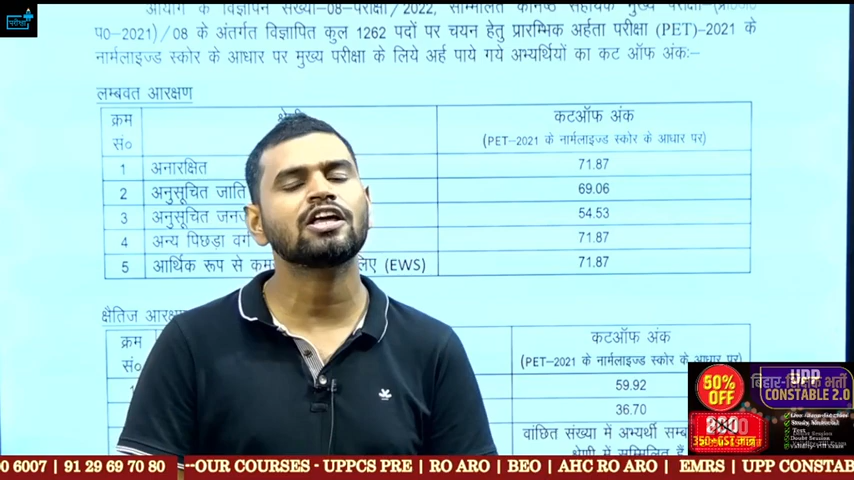 परीक्षा
आयोग के विज्ञापन संख्या-08-परीक्षा/2022, सम्मिलित कनिष्ठ सहायक मुख्य परीक्षा-(प्रा०अ०
प०-2021)/08 के अंतर्गत विज्ञापित कुल 1262 पदों पर चयन हेतु प्रारम्भिक अर्हता परीक्षा (PET)-2021 के
नार्मलाइज्ड स्कोर के आधार पर मुख्य परीक्षा के लिये अर्ह पाये गये अभ्यर्थियों का कट ऑफ अंक:-
लम्बवत आरक्षण
क्रम सं० कटऑफ अंक
(PET-2021 के नार्मलाइज्ड स्कोर के आधार पर)
1 अनारक्षित 71.87
2 अनुसूचित जाति 69.06
3 अनुसूचित 54.53
4 अन्य पिछड़ा वर्ग 71.87
5 आर्थिक रूप से (EWS) 71.87
क्षैतिज
क्रम सं० कटऑफ अंक
(PET-2021 के नार्मलाइज्ड स्कोर के आधार पर)
59.92
36.70
वांछित संख्या में अभ्यर्थी
50% OFF
UPP CONSTABLE 2.0
0 6007 | 91 29 69 70 80 --OUR COURSES - UPPCS PRE | RO ARO | BEO | AHC RO ARO | EMRS | UPP CONSTAB